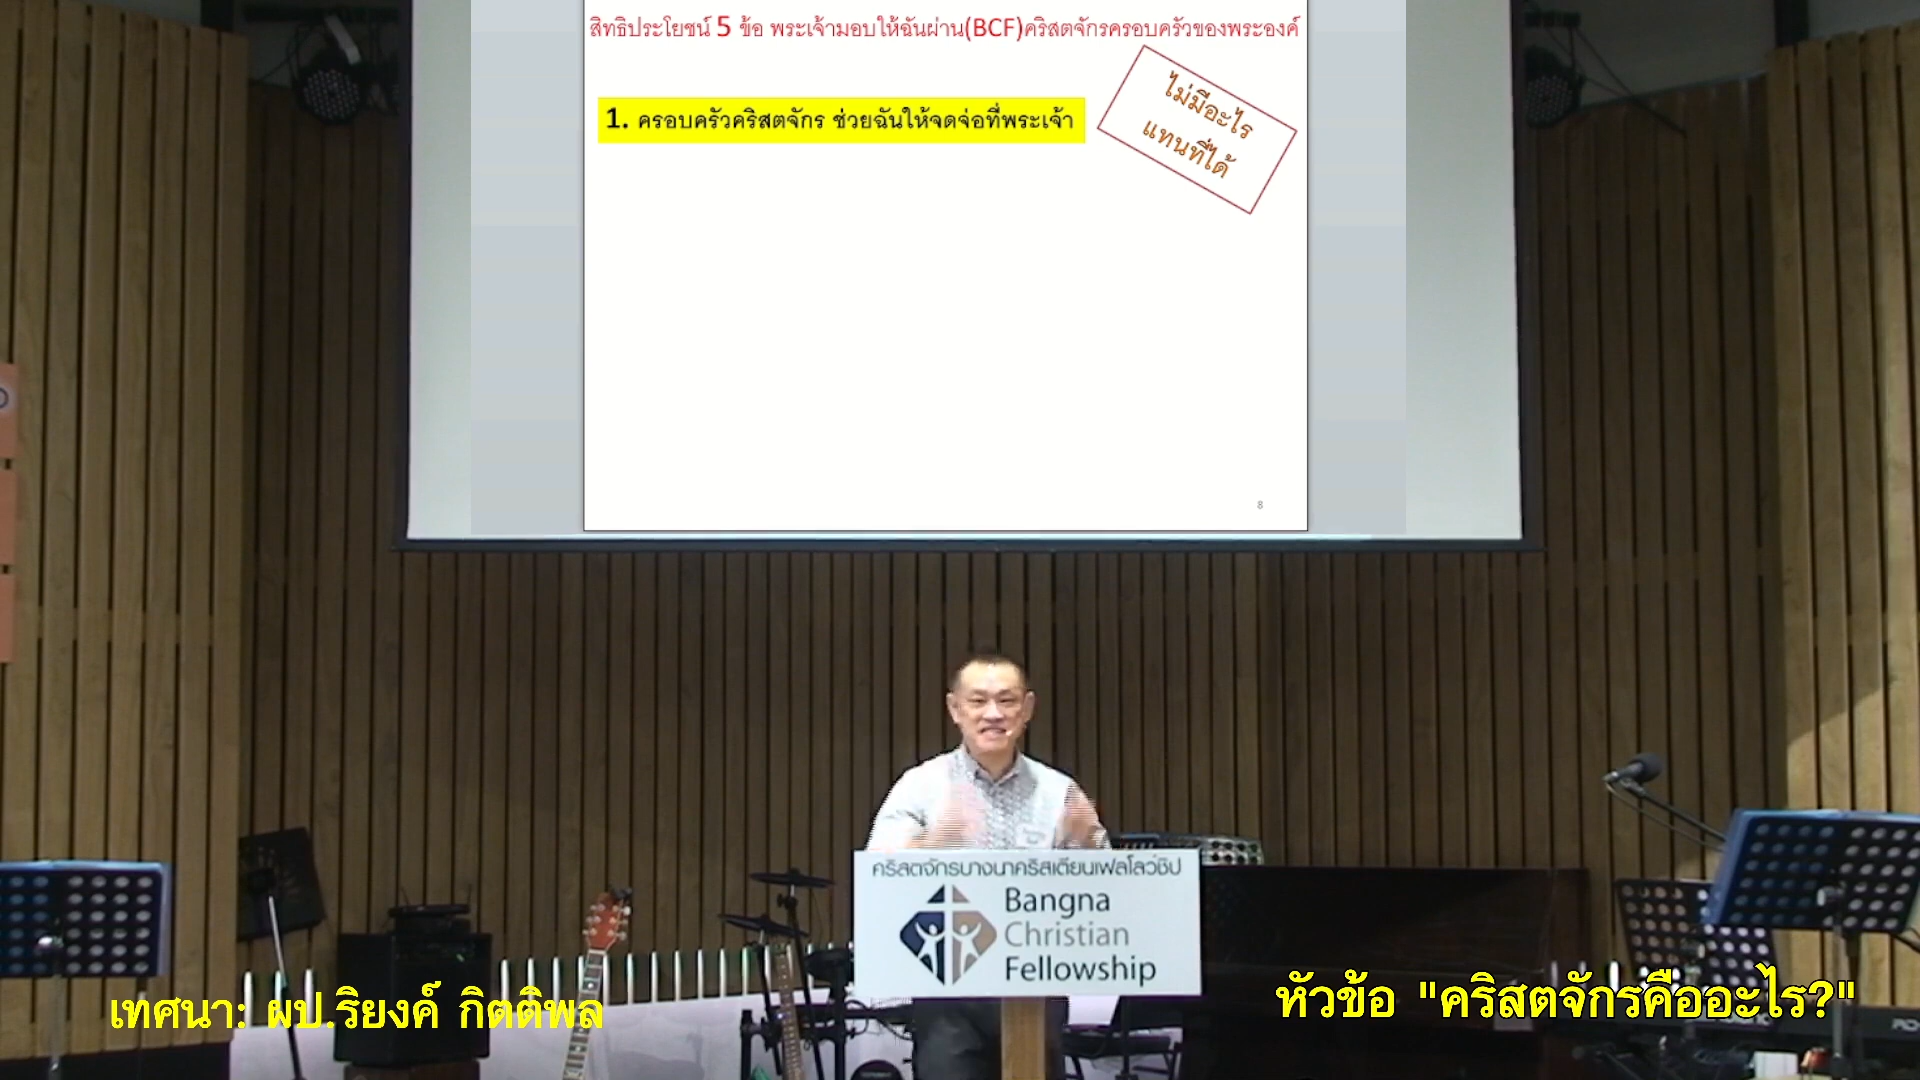 สิทธิประโยชน์ 5 ข้อ พระเจ้ามอบให้ฉันผ่าน(BCF)คริสตจักรครอบครัวของพระองค์
ไม่มีอะไร
แทนที่ได้
1. ครอบครัวคริสตจักร ช่วยฉันให้จดจ่อที่พระเจ้า
8
คริสตจักรบางนาคริสเตียนเฟลโลว์ชิป
Bangna
Christian
Fellowship
เทศนา: ผป.ริยงค์ กิตติพล
หัวข้อ "คริสตจักรคืออะไร?"